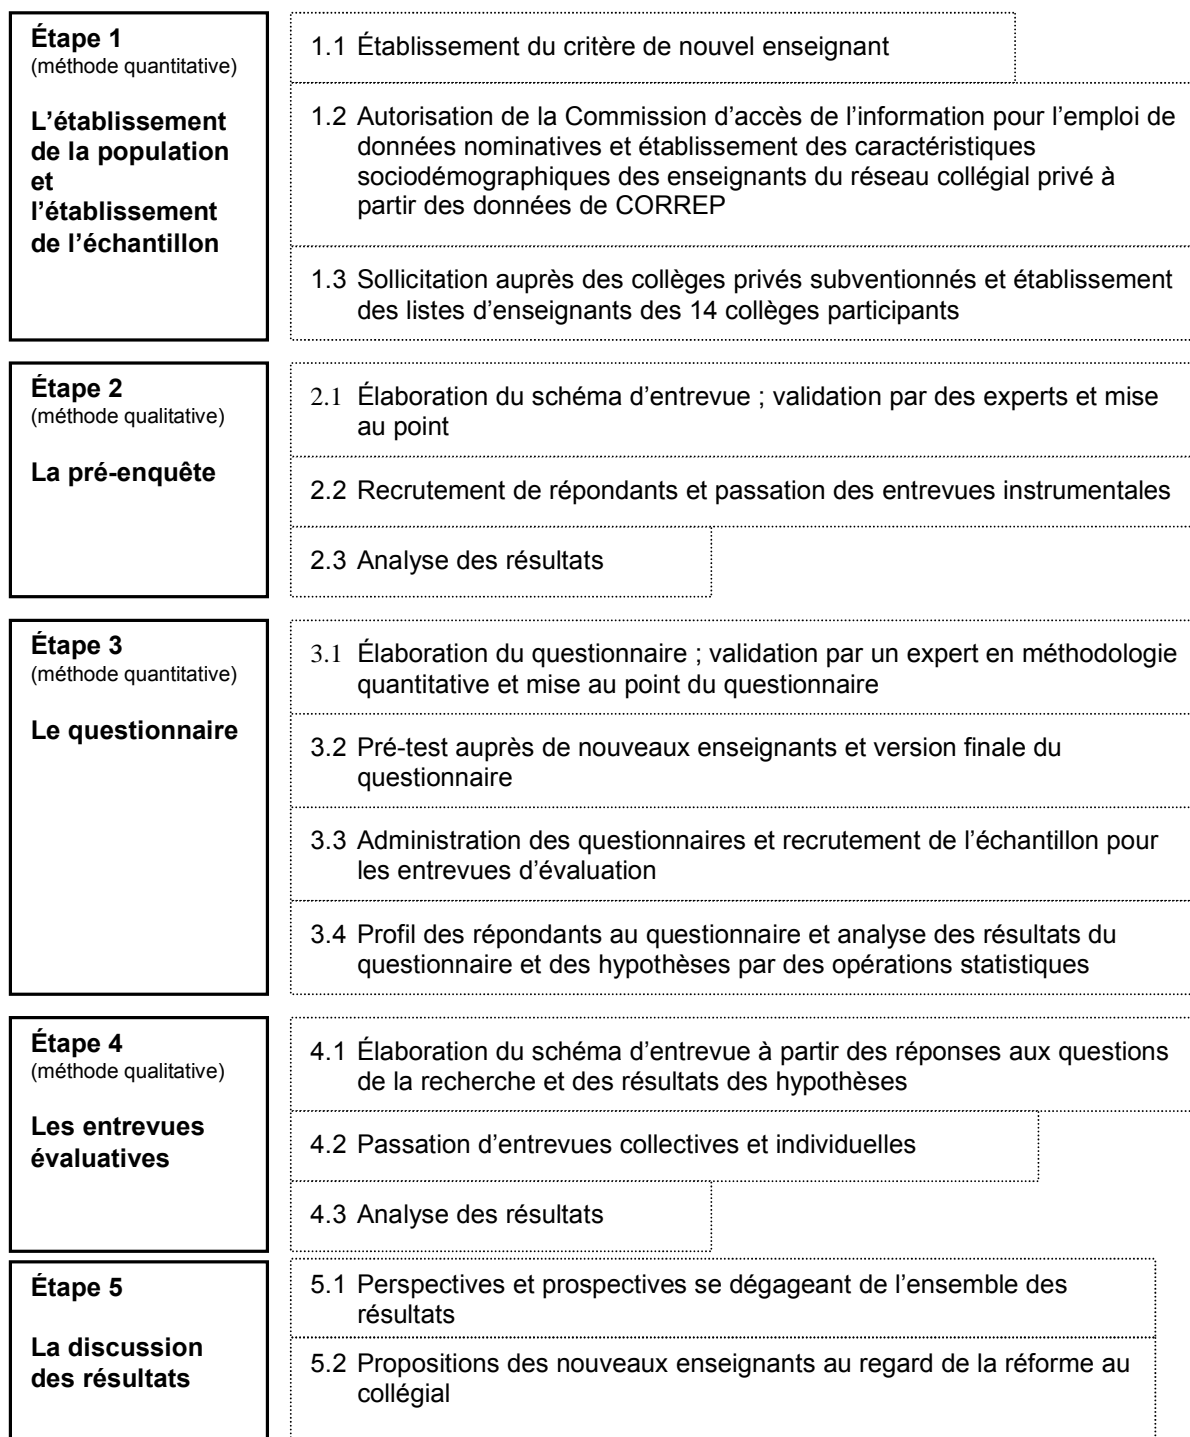 Étape 1
(méthode quantitative)
L'établissement
de la population
et
l'établissement
de l'échantillon
1.1 Établissement du critère de nouvel enseignant
1.2 Autorisation de la Commission d'accès de l'information pour l'emploi de
données nominatives et établissement des caractéristiques
sociodémographiques des enseignants du réseau collégial privé à
partir des données de CORREP
1.3 Sollicitation auprès des collèges privés subventionnés et établissement
des listes d'enseignants des 14 collèges participants
Étape 2
(méthode qualitative)
La pré-enquête
2.1 Élaboration du schéma d'entrevue ; validation par des experts et mise
au point
2.2 Recrutement de répondants et passation des entrevues instrumentales
2.3 Analyse des résultats
Étape 3
(méthode quantitative)
Le questionnaire
3.1 Élaboration du questionnaire ; validation par un expert en méthodologie
quantitative et mise au point du questionnaire
3.2 Pré-test auprès de nouveaux enseignants et version finale du
questionnaire
3.3 Administration des questionnaires et recrutement de l'échantillon pour
les entrevues d'évaluation
3.4 Profil des répondants au questionnaire et analyse des résultats du
questionnaire et des hypothèses par des opérations statistiques
Étape 4
(méthode qualitative)
Les entrevues
évaluatives
4.1 Élaboration du schéma d'entrevue à partir des réponses aux questions
de la recherche et des résultats des hypothèses
4.2 Passation d'entrevues collectives et individuelles
4.3 Analyse des résultats
Étape 5
La discussion
des résultats
5.1 Perspectives et prospectives se dégageant de l'ensemble des
résultats
5.2 Propositions des nouveaux enseignants au regard de la réforme au
collégial